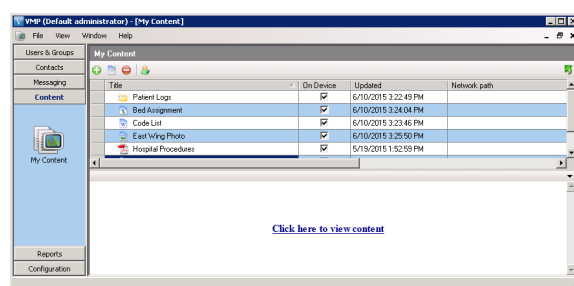 VMP (Default administrator) - [My Content]
File View Window Help
Users & Groups
Contacts
Messaging
Content
My Content
Reports
Configuration
My Content
Title On Device Updated Network path
Patient Logs 6/10/2015 3:22:49 PM
Bed Assignment 6/10/2015 3:24:04 PM
Code List 6/10/2015 3:23:46 PM
East Wing Photo 6/10/2015 3:25:50 PM
Hospital Procedures 5/19/2015 1:52:59 PM
Click here to view content